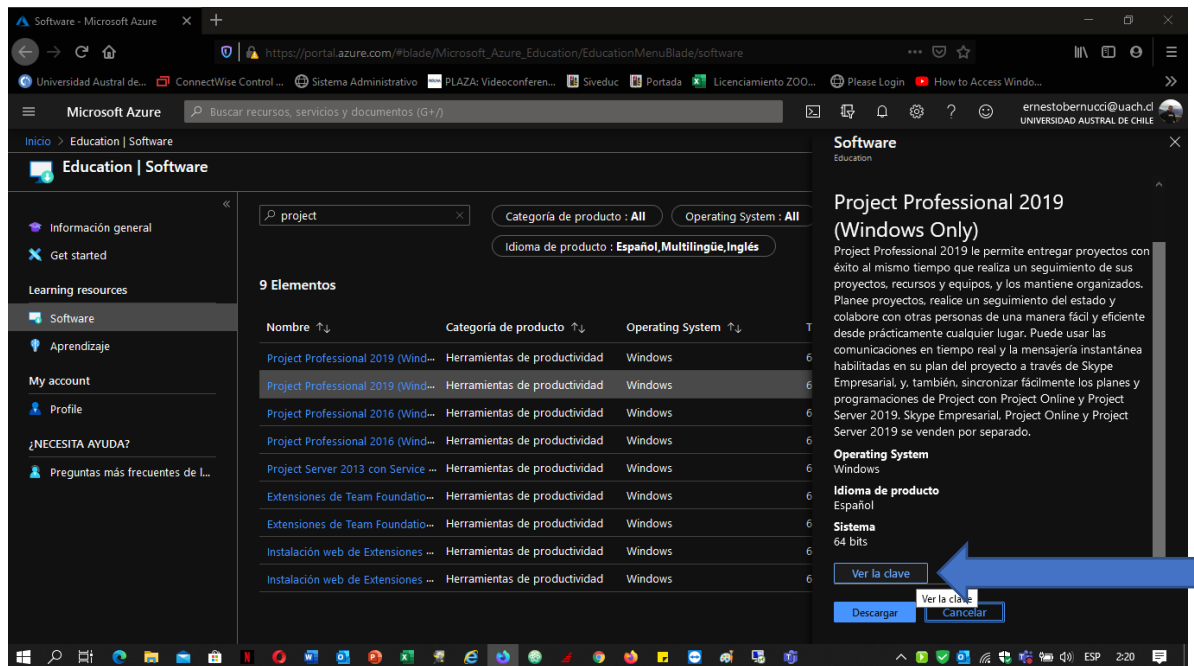 Software - Microsoft Azure
https://portal.azure.com/#blade/Microsoft_Azure_Education/EducationMenuBlade/software
Universidad Austral de... ConnectWise Control ... Sistema Administrativo PLAZA: Videoconferen... Siveduc Portada Licenciamiento ZOO... Please Login How to Access Windo...
Microsoft Azure
Buscar recursos, servicios y documentos (G+/)
ernestobernucci@uach.cl
UNIVERSIDAD AUSTRAL DE CHILE
Inicio > Education | Software
Education | Software
Información general
Get started
Learning resources
Software
Aprendizaje
My account
Profile
¿NECESITA AYUDA?
Preguntas más frecuentes de l...
project
Categoría de producto : All
Operating System : All
Idioma de producto : Español,Multilingüe,Inglés
9 Elementos
Nombre ↑↓ Categoría de producto ↑↓ Operating System ↑↓ T
Project Professional 2019 (Wind... Herramientas de productividad Windows 6
Project Professional 2019 (Wind... Herramientas de productividad Windows 6
Project Professional 2016 (Wind... Herramientas de productividad Windows 6
Project Professional 2016 (Wind... Herramientas de productividad Windows 6
Project Server 2013 con Service ... Herramientas de productividad Windows 6
Extensiones de Team Foundatio... Herramientas de productividad Windows 6
Extensiones de Team Foundatio... Herramientas de productividad Windows 6
Instalación web de Extensiones ... Herramientas de productividad Windows 6
Instalación web de Extensiones ... Herramientas de productividad Windows 6
Software
Education
Project Professional 2019
(Windows Only)
Project Professional 2019 le permite entregar proyectos con
éxito al mismo tiempo que realiza un seguimiento de sus
proyectos, recursos y equipos, y los mantiene organizados.
Planee proyectos, realice un seguimiento del estado y
colabore con otras personas de una manera fácil y eficiente
desde prácticamente cualquier lugar. Puede usar las
comunicaciones en tiempo real y la mensajería instantánea
habilitadas en su plan del proyecto a través de Skype
Empresarial, y, también, sincronizar fácilmente los planes y
programaciones de Project con Project Online y Project
Server 2019. Skype Empresarial, Project Online y Project
Server 2019 se venden por separado.
Operating System
Windows
Idioma de producto
Español
Sistema
64 bits
Ver la clave
Ver la clave
Descargar
Cancelar
ESP 2:20